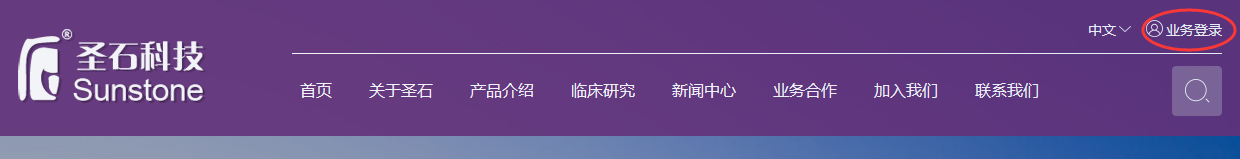 中文 业务登录
®
圣石科技
Sunstone
首页 关于圣石 产品介绍 临床研究 新闻中心 业务合作 加入我们 联系我们